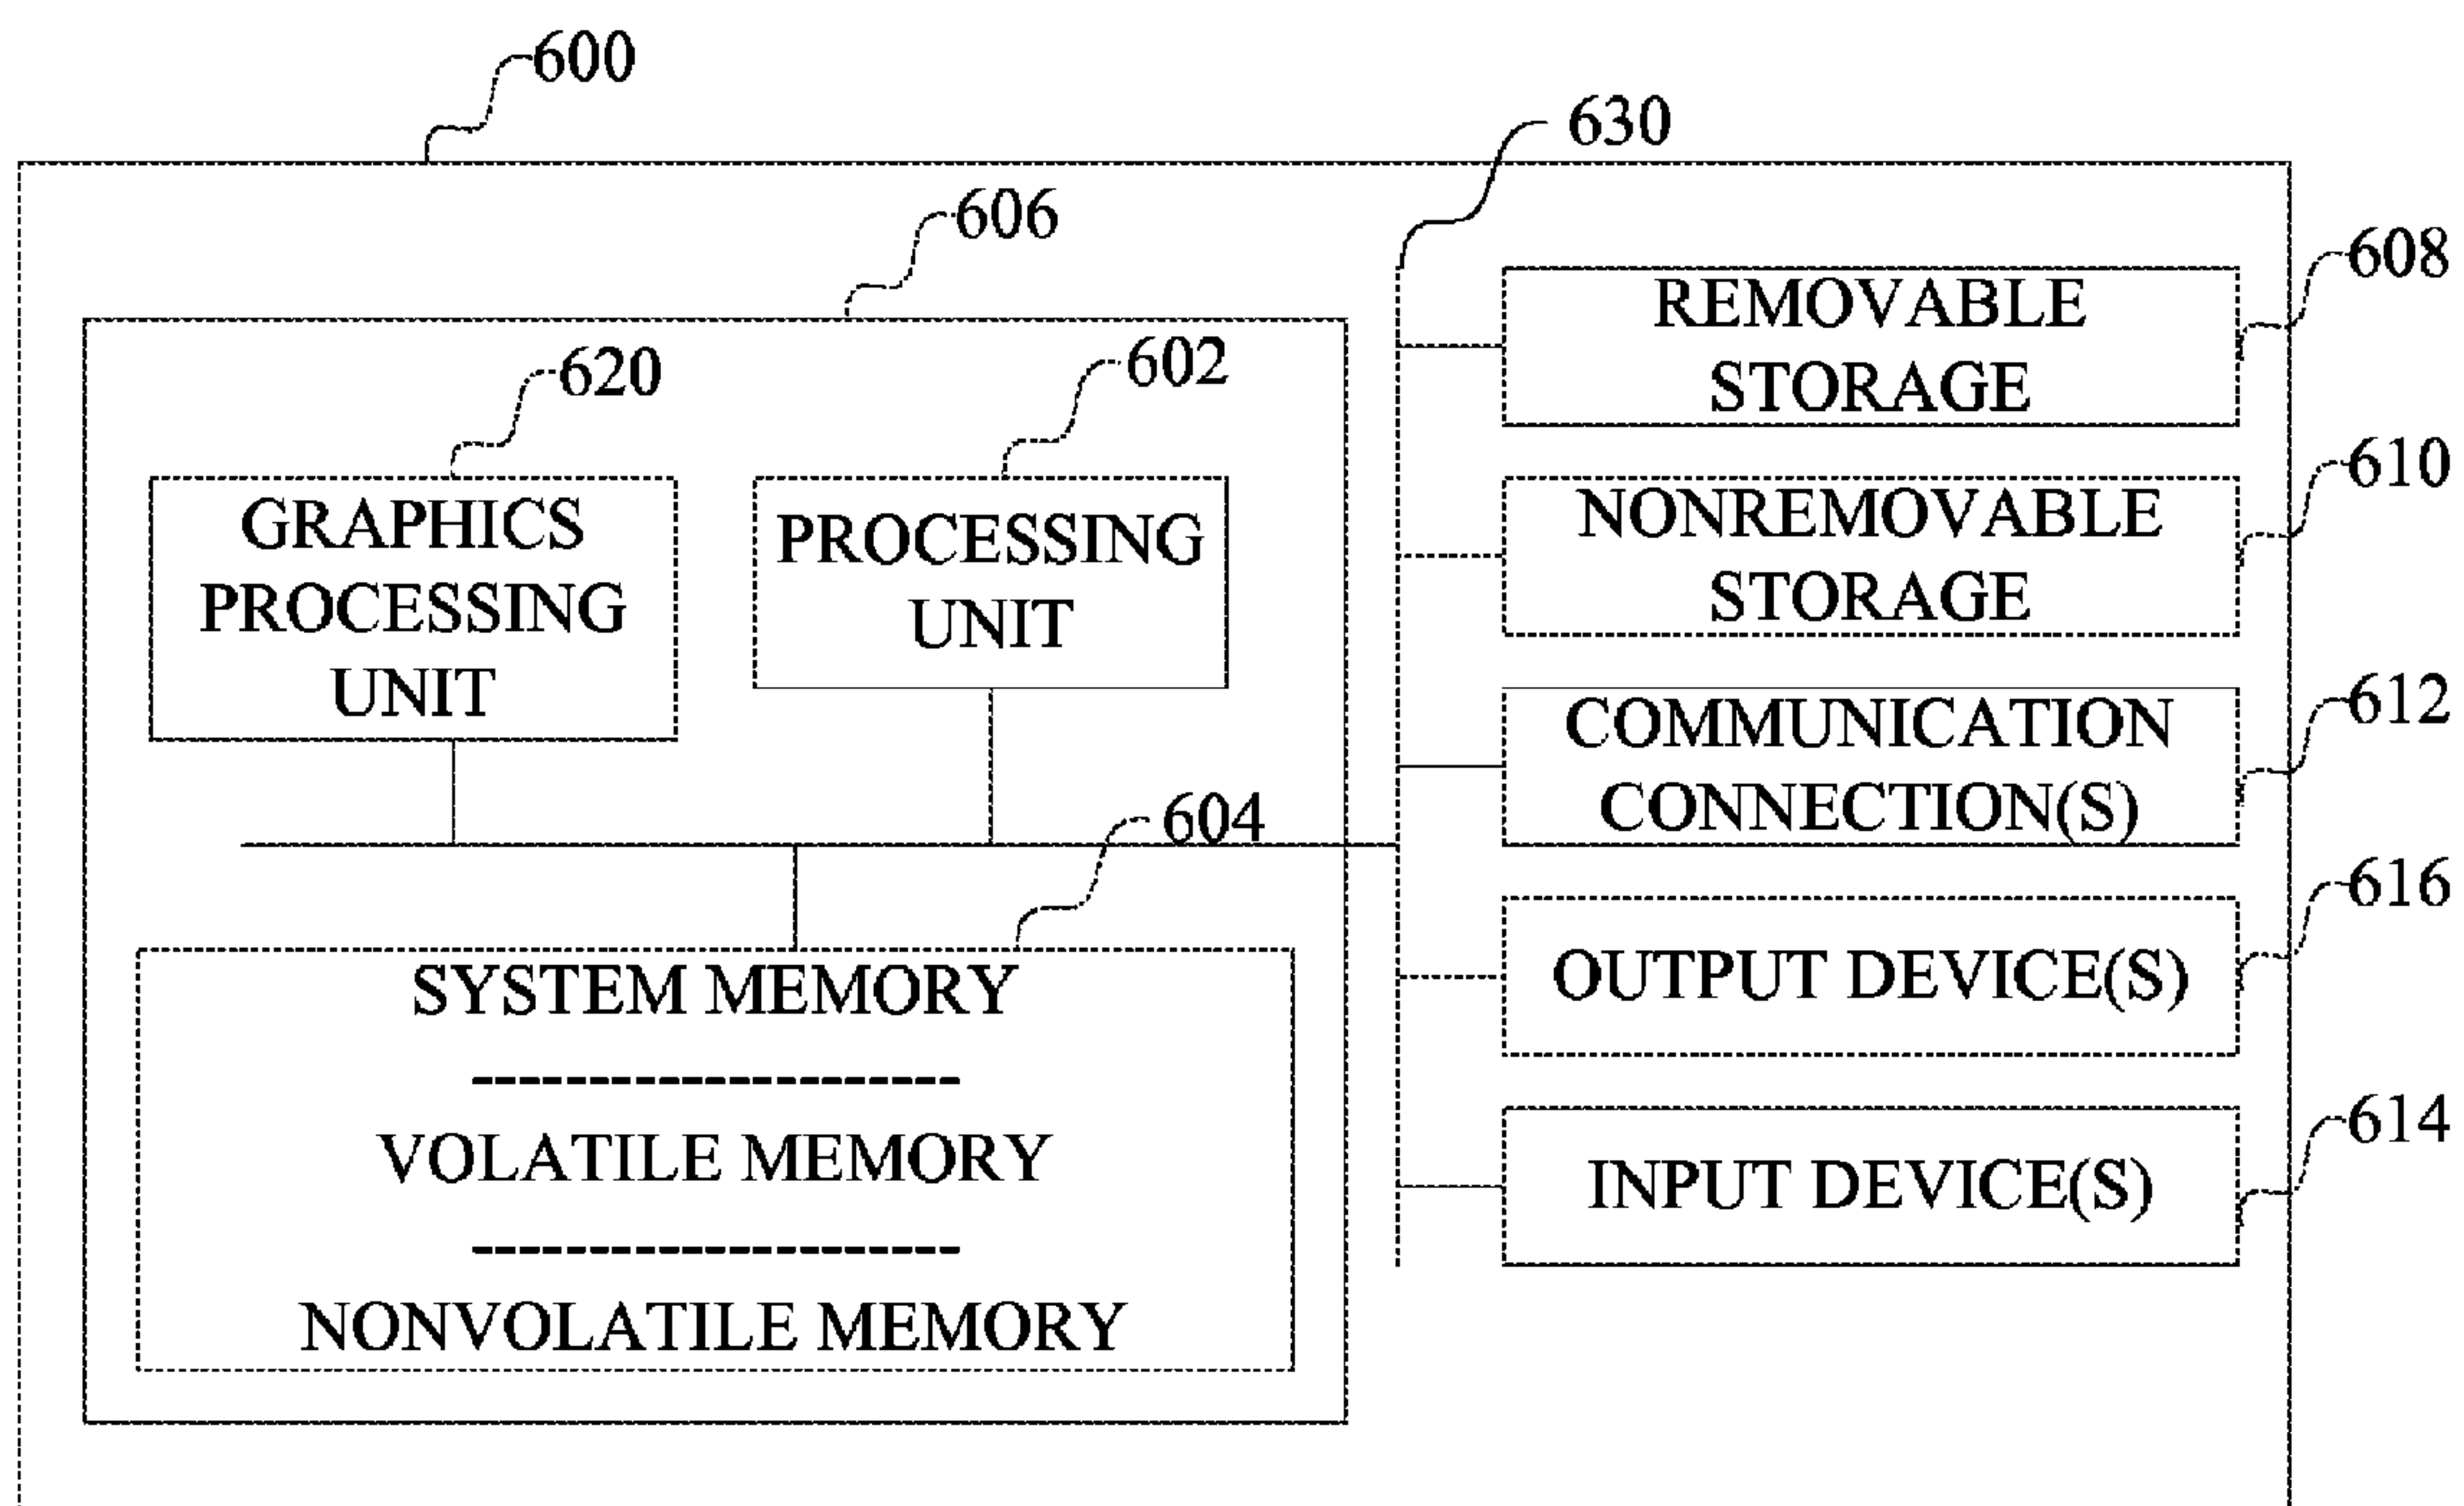 600
630
606
608
REMOVABLE
STORAGE
620
602
610
GRAPHICS
PROCESSING
UNIT
PROCESSING
UNIT
NONREMOVABLE
STORAGE
612
COMMUNICATION
CONNECTION(S)
604
616
OUTPUT DEVICE(S)
SYSTEM MEMORY
VOLATILE MEMORY
NONVOLATILE MEMORY
614
INPUT DEVICE(S)